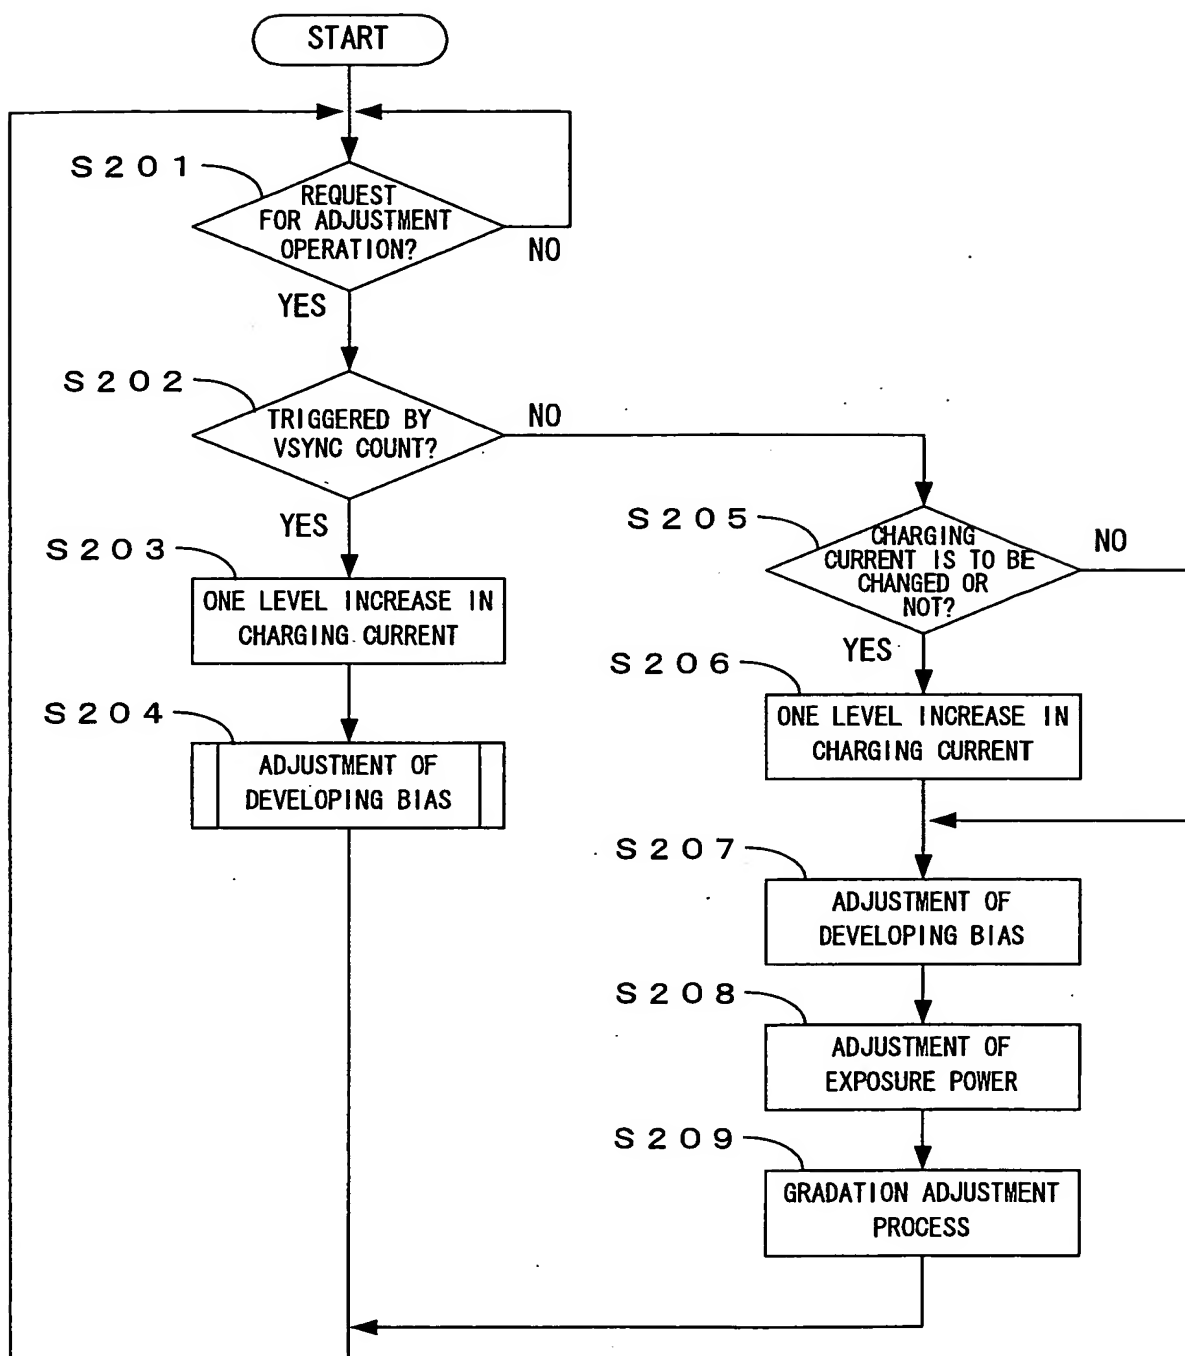 START
S201
REQUEST
FOR ADJUSTMENT
OPERATION?
NO
YES
S202
TRIGGERED BY
VSYNC COUNT?
NO
YES
S203
ONE LEVEL INCREASE IN
CHARGING CURRENT
S204
ADJUSTMENT OF
DEVELOPING BIAS
S205
CHARGING
CURRENT IS TO BE
CHANGED OR
NOT?
NO
YES
S206
ONE LEVEL INCREASE IN
CHARGING CURRENT
S207
ADJUSTMENT OF
DEVELOPING BIAS
S208
ADJUSTMENT OF
EXPOSURE POWER
S209
GRADATION ADJUSTMENT
PROCESS